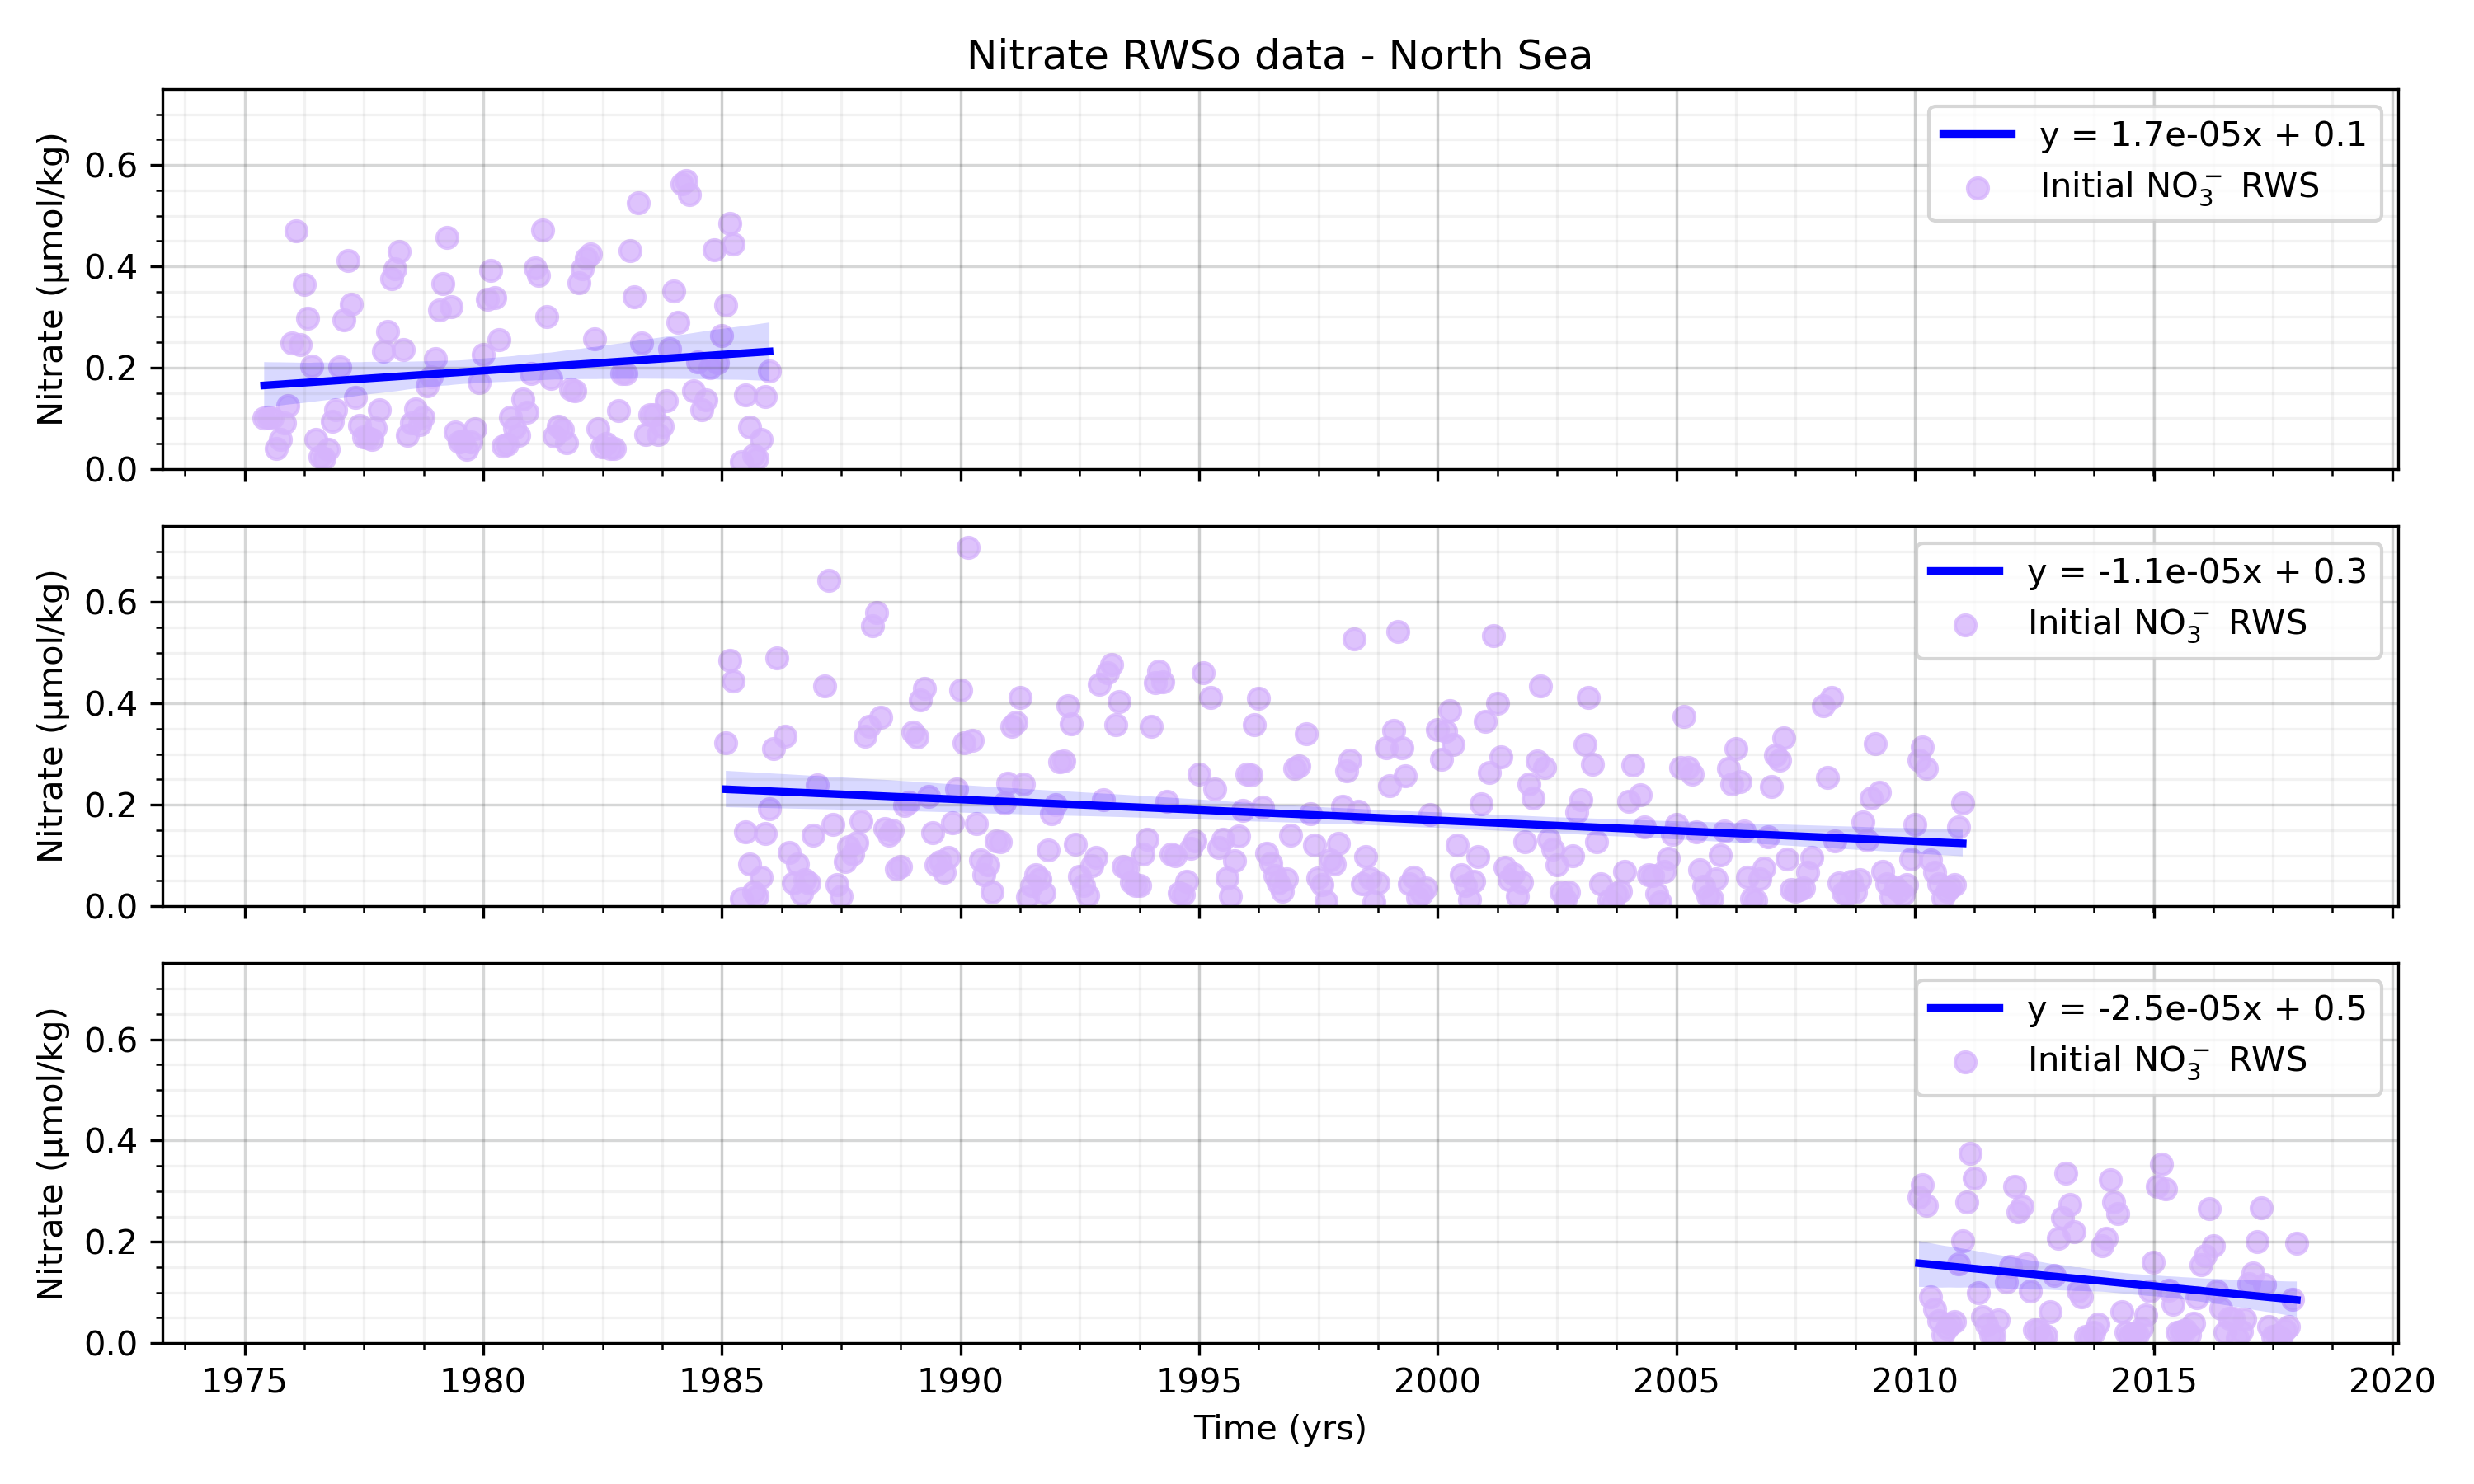 Nitrate RWSo data - North Sea
Nitrate (µmol/kg)
0.6
0.4
0.2
0.0
y = 1.7e-05x + 0.1
Initial NO₃⁻ RWS
Nitrate (µmol/kg)
0.6
0.4
0.2
0.0
y = -1.1e-05x + 0.3
Initial NO₃⁻ RWS
Nitrate (µmol/kg)
0.6
0.4
0.2
0.0
y = -2.5e-05x + 0.5
Initial NO₃⁻ RWS
1975 1980 1985 1990 1995 2000 2005 2010 2015 2020
Time (yrs)